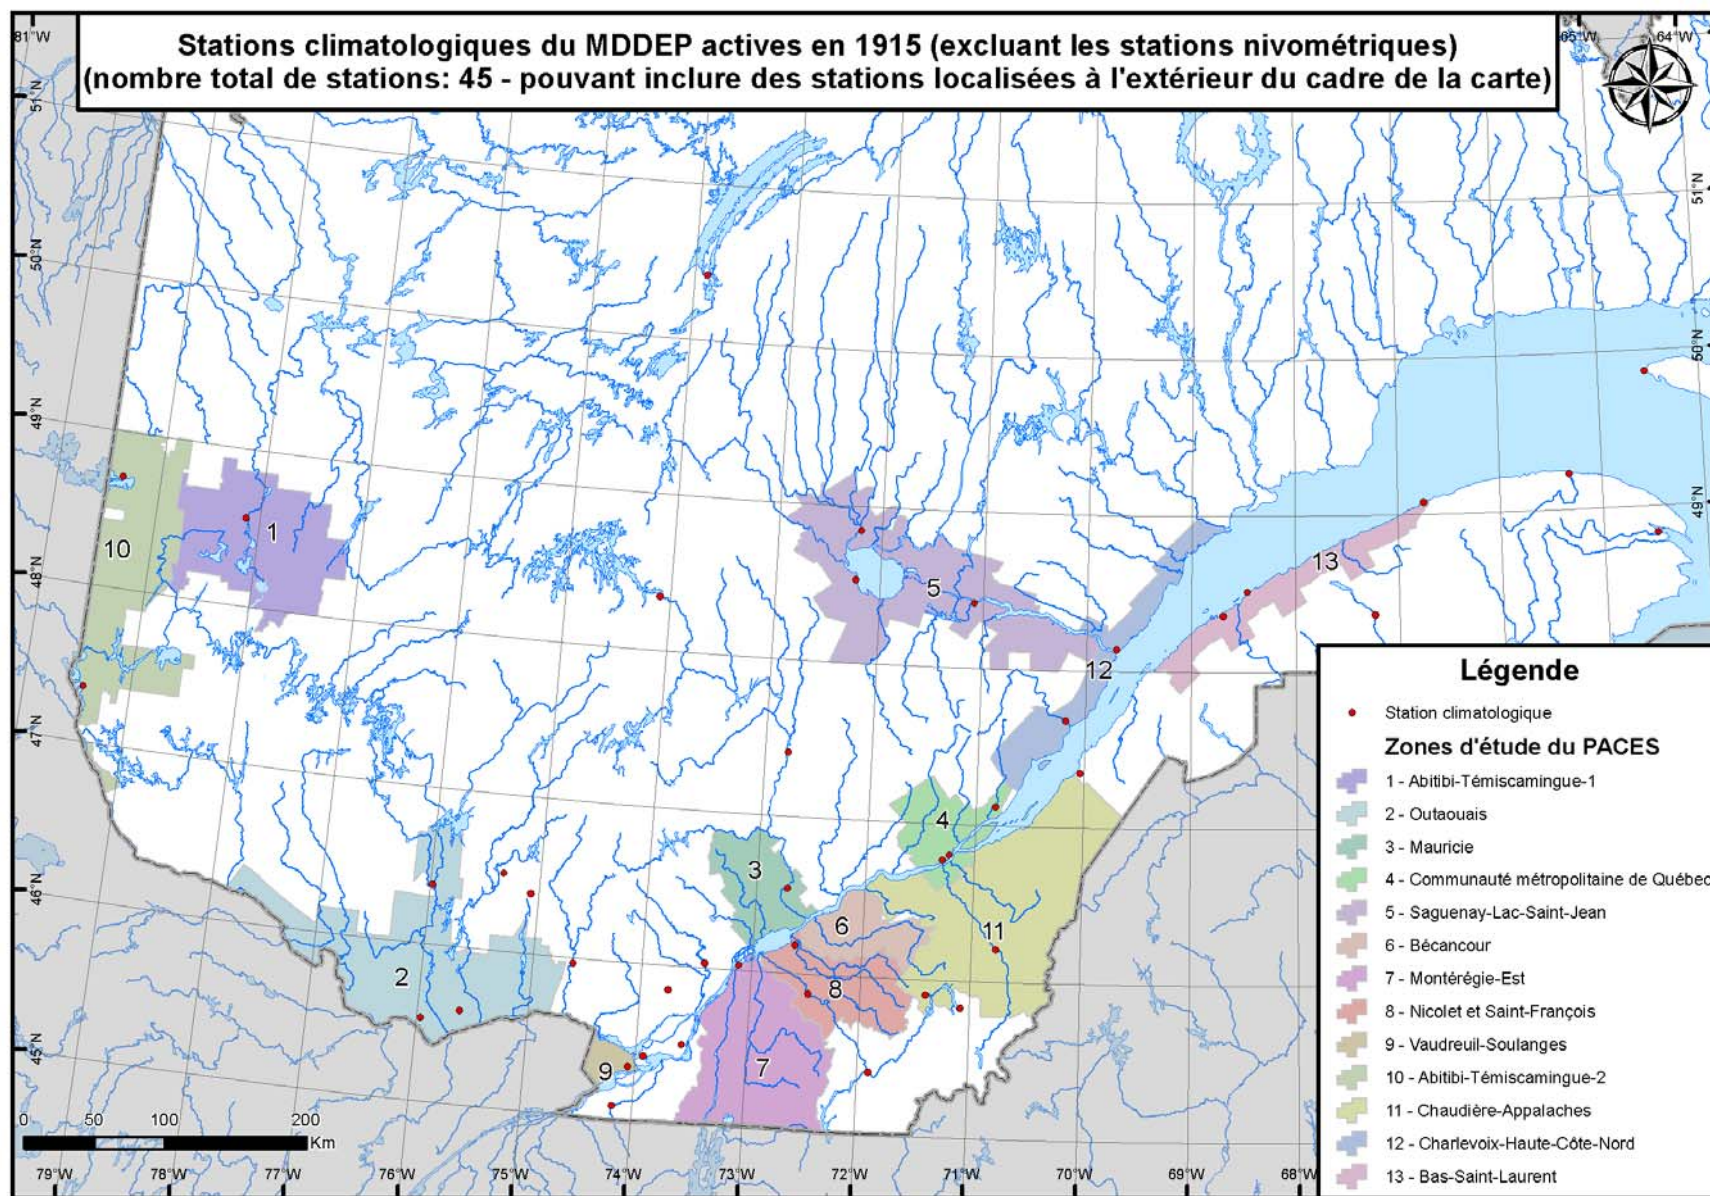 Stations climatologiques du MDDEP actives en 1915 (excluant les stations nivométriques)
(nombre total de stations: 45 - pouvant inclure des stations localisées à l'extérieur du cadre de la carte)
81°W
65°W
64°W
51°N
50°N
49°N
48°N
47°N
46°N
45°N
51°N
50°N
49°N
1
2
3
4
5
6
7
8
9
10
11
12
13
0 50 100 200
Km
79°W 78°W 77°W 76°W 75°W 74°W 73°W 72°W 71°W 70°W 69°W 68°W
Légende
Station climatologique
Zones d'étude du PACES
1 - Abitibi-Témiscamingue-1
2 - Outaouais
3 - Mauricie
4 - Communauté métropolitaine de Québec
5 - Saguenay-Lac-Saint-Jean
6 - Bécancour
7 - Montérégie-Est
8 - Nicolet et Saint-François
9 - Vaudreuil-Soulanges
10 - Abitibi-Témiscamingue-2
11 - Chaudière-Appalaches
12 - Charlevoix-Haute-Côte-Nord
13 - Bas-Saint-Laurent